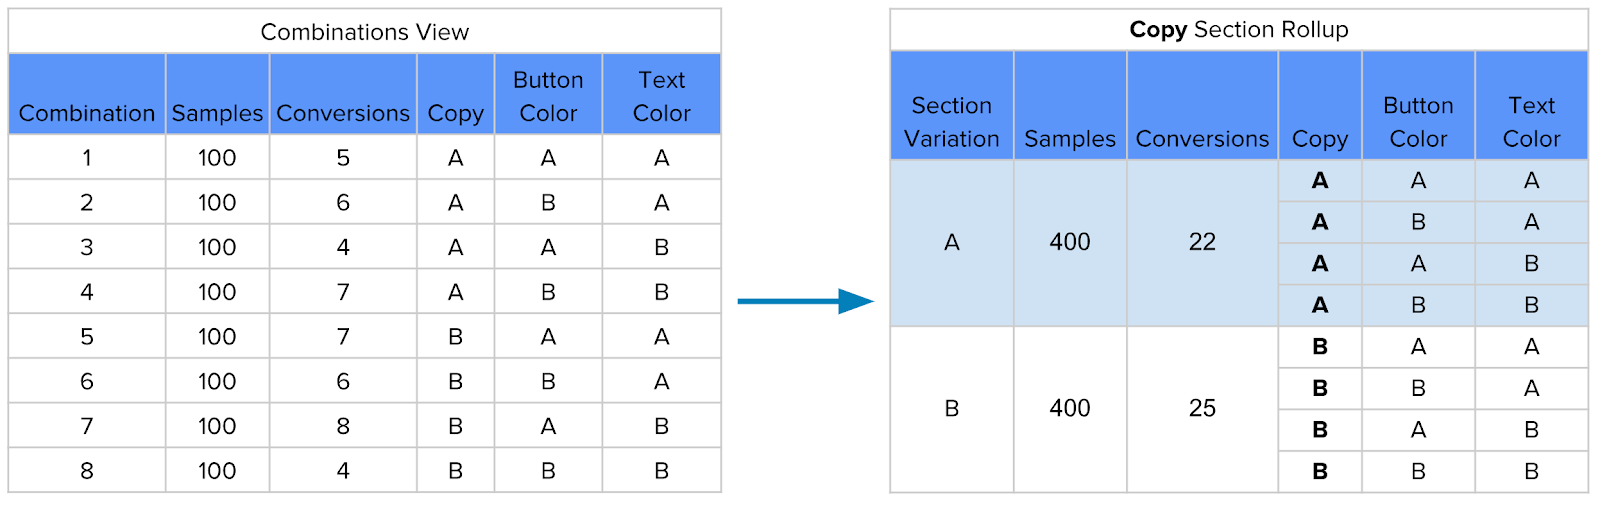 Combinations View
Combination Samples Conversions Copy Button Color Text Color
1 100 5 A A A
2 100 6 A B A
3 100 4 A A B
4 100 7 A B B
5 100 7 B A A
6 100 6 B B A
7 100 8 B A B
8 100 4 B B B
Copy Section Rollup
Section Variation Samples Conversions Copy Button Color Text Color
A 400 22
A A A
A B A
A A B
A B B
B 400 25
B A A
B B A
B A B
B B B